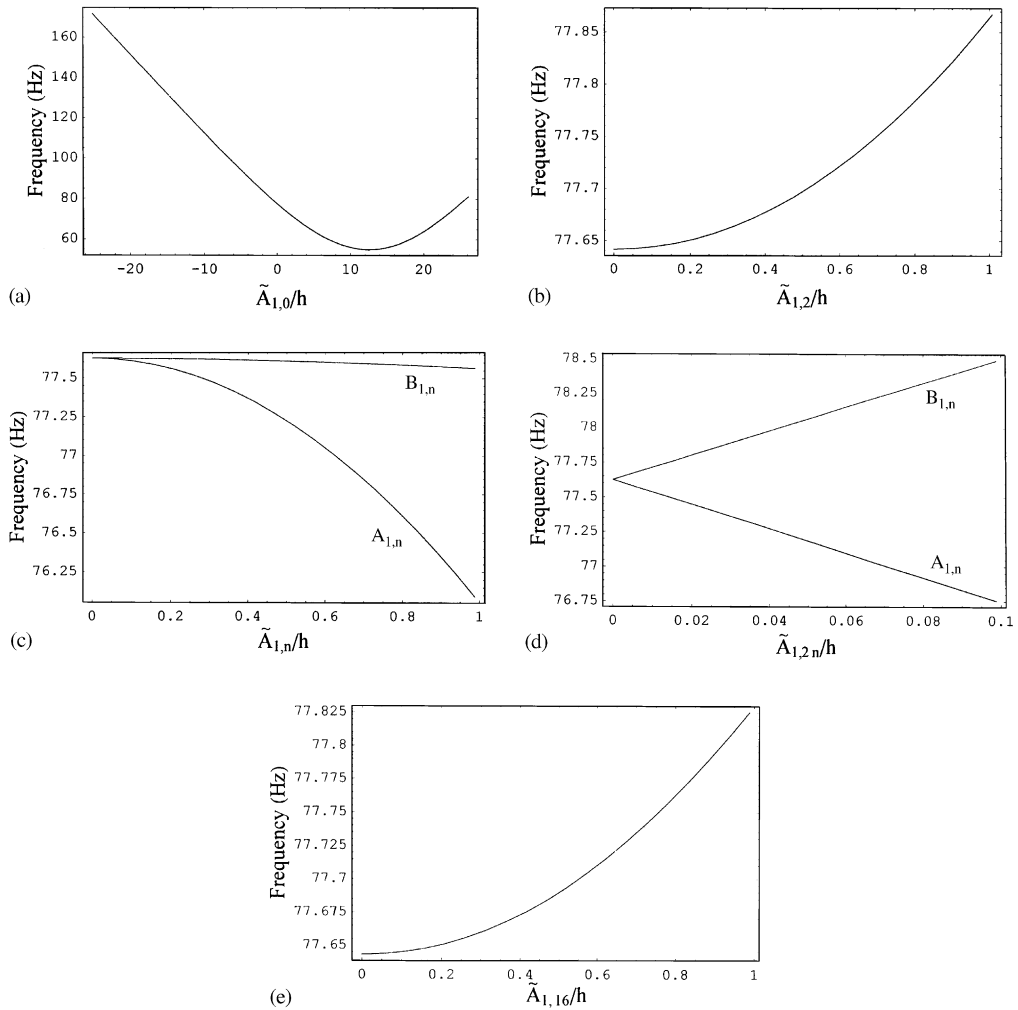 160
140
120
100
80
60
Frequency (Hz)
-20 -10 0 10 20
Ã1,0/h
(a)
77.85
77.8
77.75
77.7
77.65
Frequency (Hz)
0 0.2 0.4 0.6 0.8 1
Ã1,2/h
(b)
77.5
77.25
77
76.75
76.5
76.25
Frequency (Hz)
B1,n
A1,n
0 0.2 0.4 0.6 0.8 1
Ã1,n/h
(c)
78.5
78.25
78
77.75
77.5
77.25
77
76.75
Frequency (Hz)
B1,n
A1,n
0 0.02 0.04 0.06 0.08 0.1
Ã1,2 n/h
(d)
77.825
77.8
77.775
77.75
77.725
77.7
77.675
77.65
Frequency (Hz)
0 0.2 0.4 0.6 0.8 1
Ã1,16/h
(e)